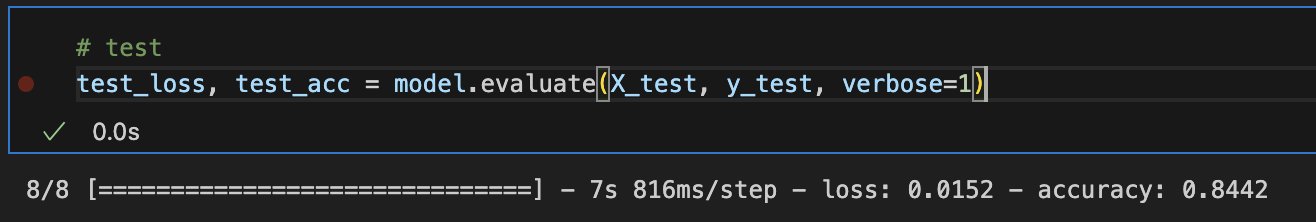 # test
test_loss, test_acc = model.evaluate(X_test, y_test, verbose=1)
0.0s
8/8 [==============================] - 7s 816ms/step - loss: 0.0152 - accuracy: 0.8442